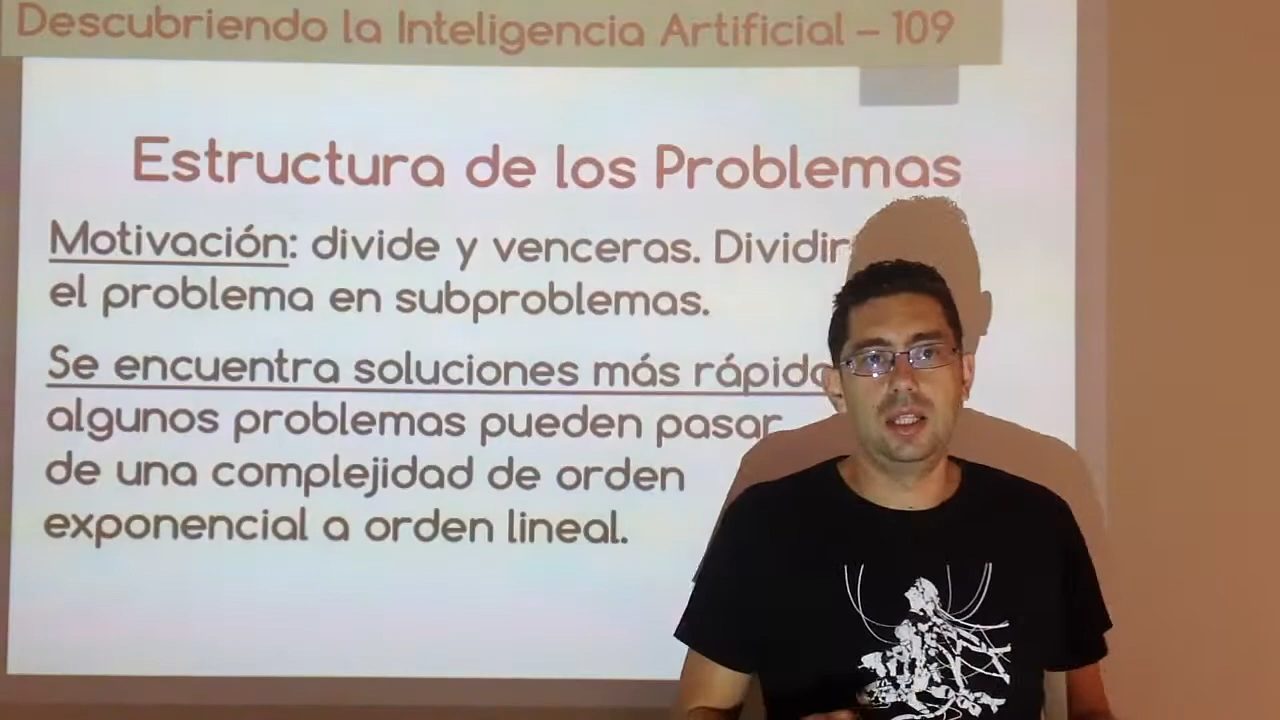 Descubriendo la Inteligencia Artificial – 109
Estructura de los Problemas
Motivación: divide y venceras. Dividir
el problema en subproblemas.
Se encuentra soluciones más
algunos problemas pueden pasar
de una complejidad de orden
exponencial a orden lineal.